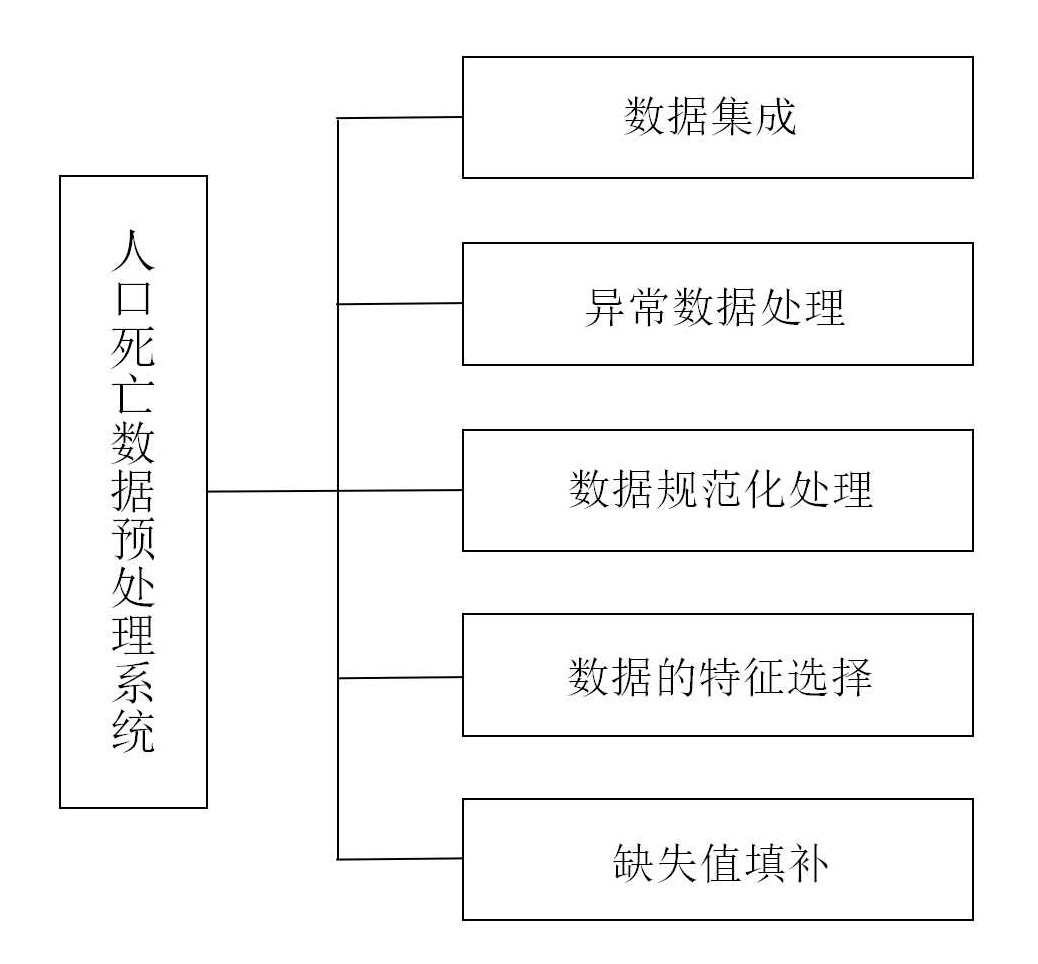 人口死亡数据预处理系统
数据集成
异常数据处理
数据规范化处理
数据的特征选择
缺失值填补